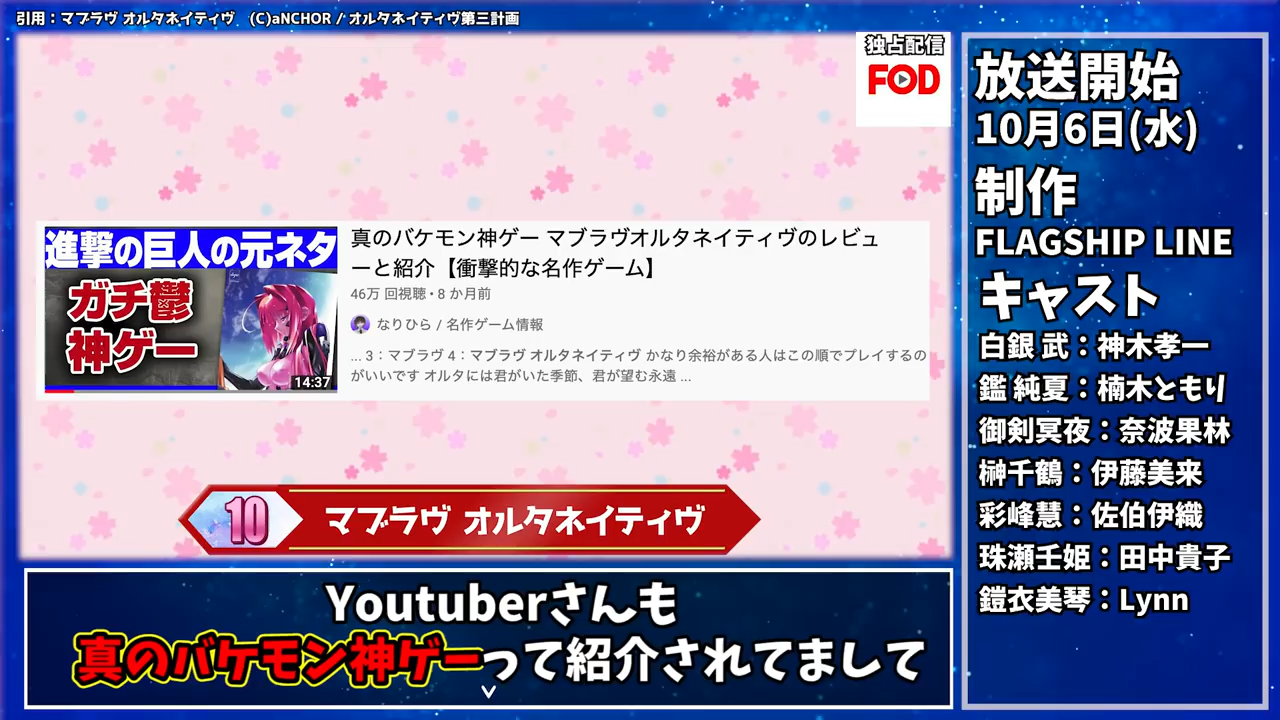 引用：マブラヴ オルタネイティヴ　(C)aNCHOR / オルタネイティヴ第三計画
独占配信
FOD
進撃の巨人の元ネタ
ガチ鬱
神ゲー
14:37
真のバケモン神ゲー マブラヴオルタネイティヴのレビュ
ーと紹介【衝撃的な名作ゲーム】
46万 回視聴・8 か月前
なりひら / 名作ゲーム情報
... 3：マブラヴ 4：マブラヴ オルタネイティヴ かなり余裕がある人はこの順でプレイするの
がいいです オルタには君がいた季節、君が望む永遠 ...
10
マブラヴ オルタネイティヴ
Youtuberさんも
真のバケモン神ゲーって紹介されてまして
放送開始
10月6日(水)
制作
FLAGSHIP LINE
キャスト
白銀 武：神木孝一
鑑 純夏：楠木ともり
御剣冥夜：奈波果林
榊千鶴：伊藤美来
彩峰慧：佐伯伊織
珠瀬壬姫：田中貴子
鎧衣美琴：Lynn